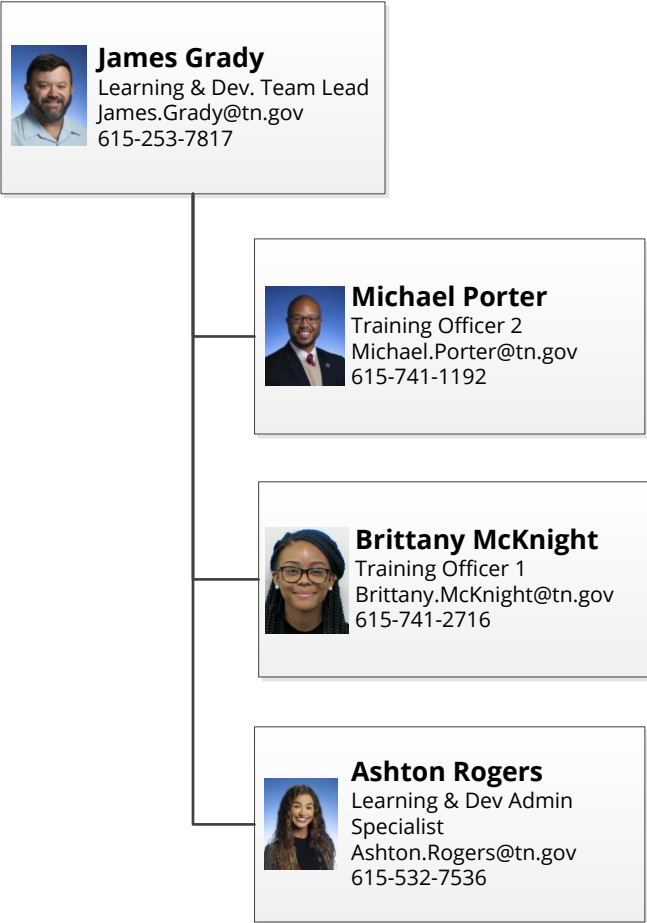 James Grady
Learning & Dev. Team Lead
James.Grady@tn.gov
615-253-7817
Michael Porter
Training Officer 2
Michael.Porter@tn.gov
615-741-1192
Brittany McKnight
Training Officer 1
Brittany.McKnight@tn.gov
615-741-2716
Ashton Rogers
Learning & Dev Admin
Specialist
Ashton.Rogers@tn.gov
615-532-7536